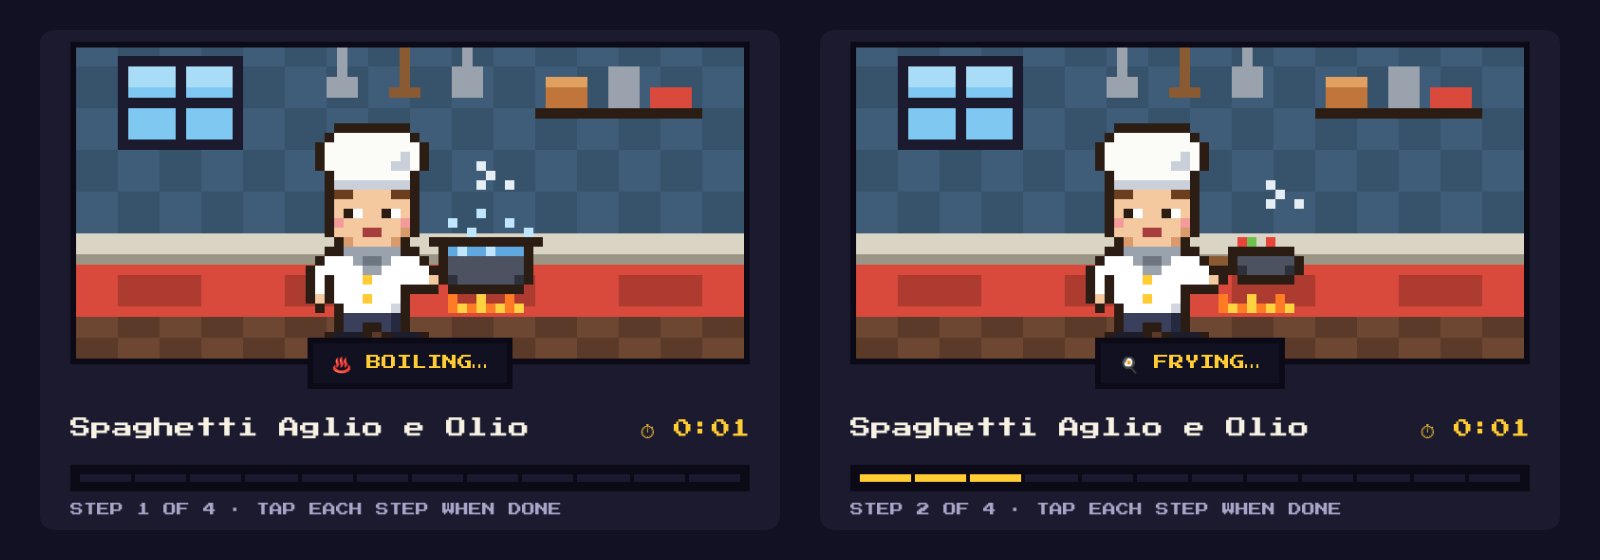 BOILING...
Spaghetti Aglio e Olio
0:01
STEP 1 OF 4 · TAP EACH STEP WHEN DONE
FRYING...
Spaghetti Aglio e Olio
0:01
STEP 2 OF 4 · TAP EACH STEP WHEN DONE